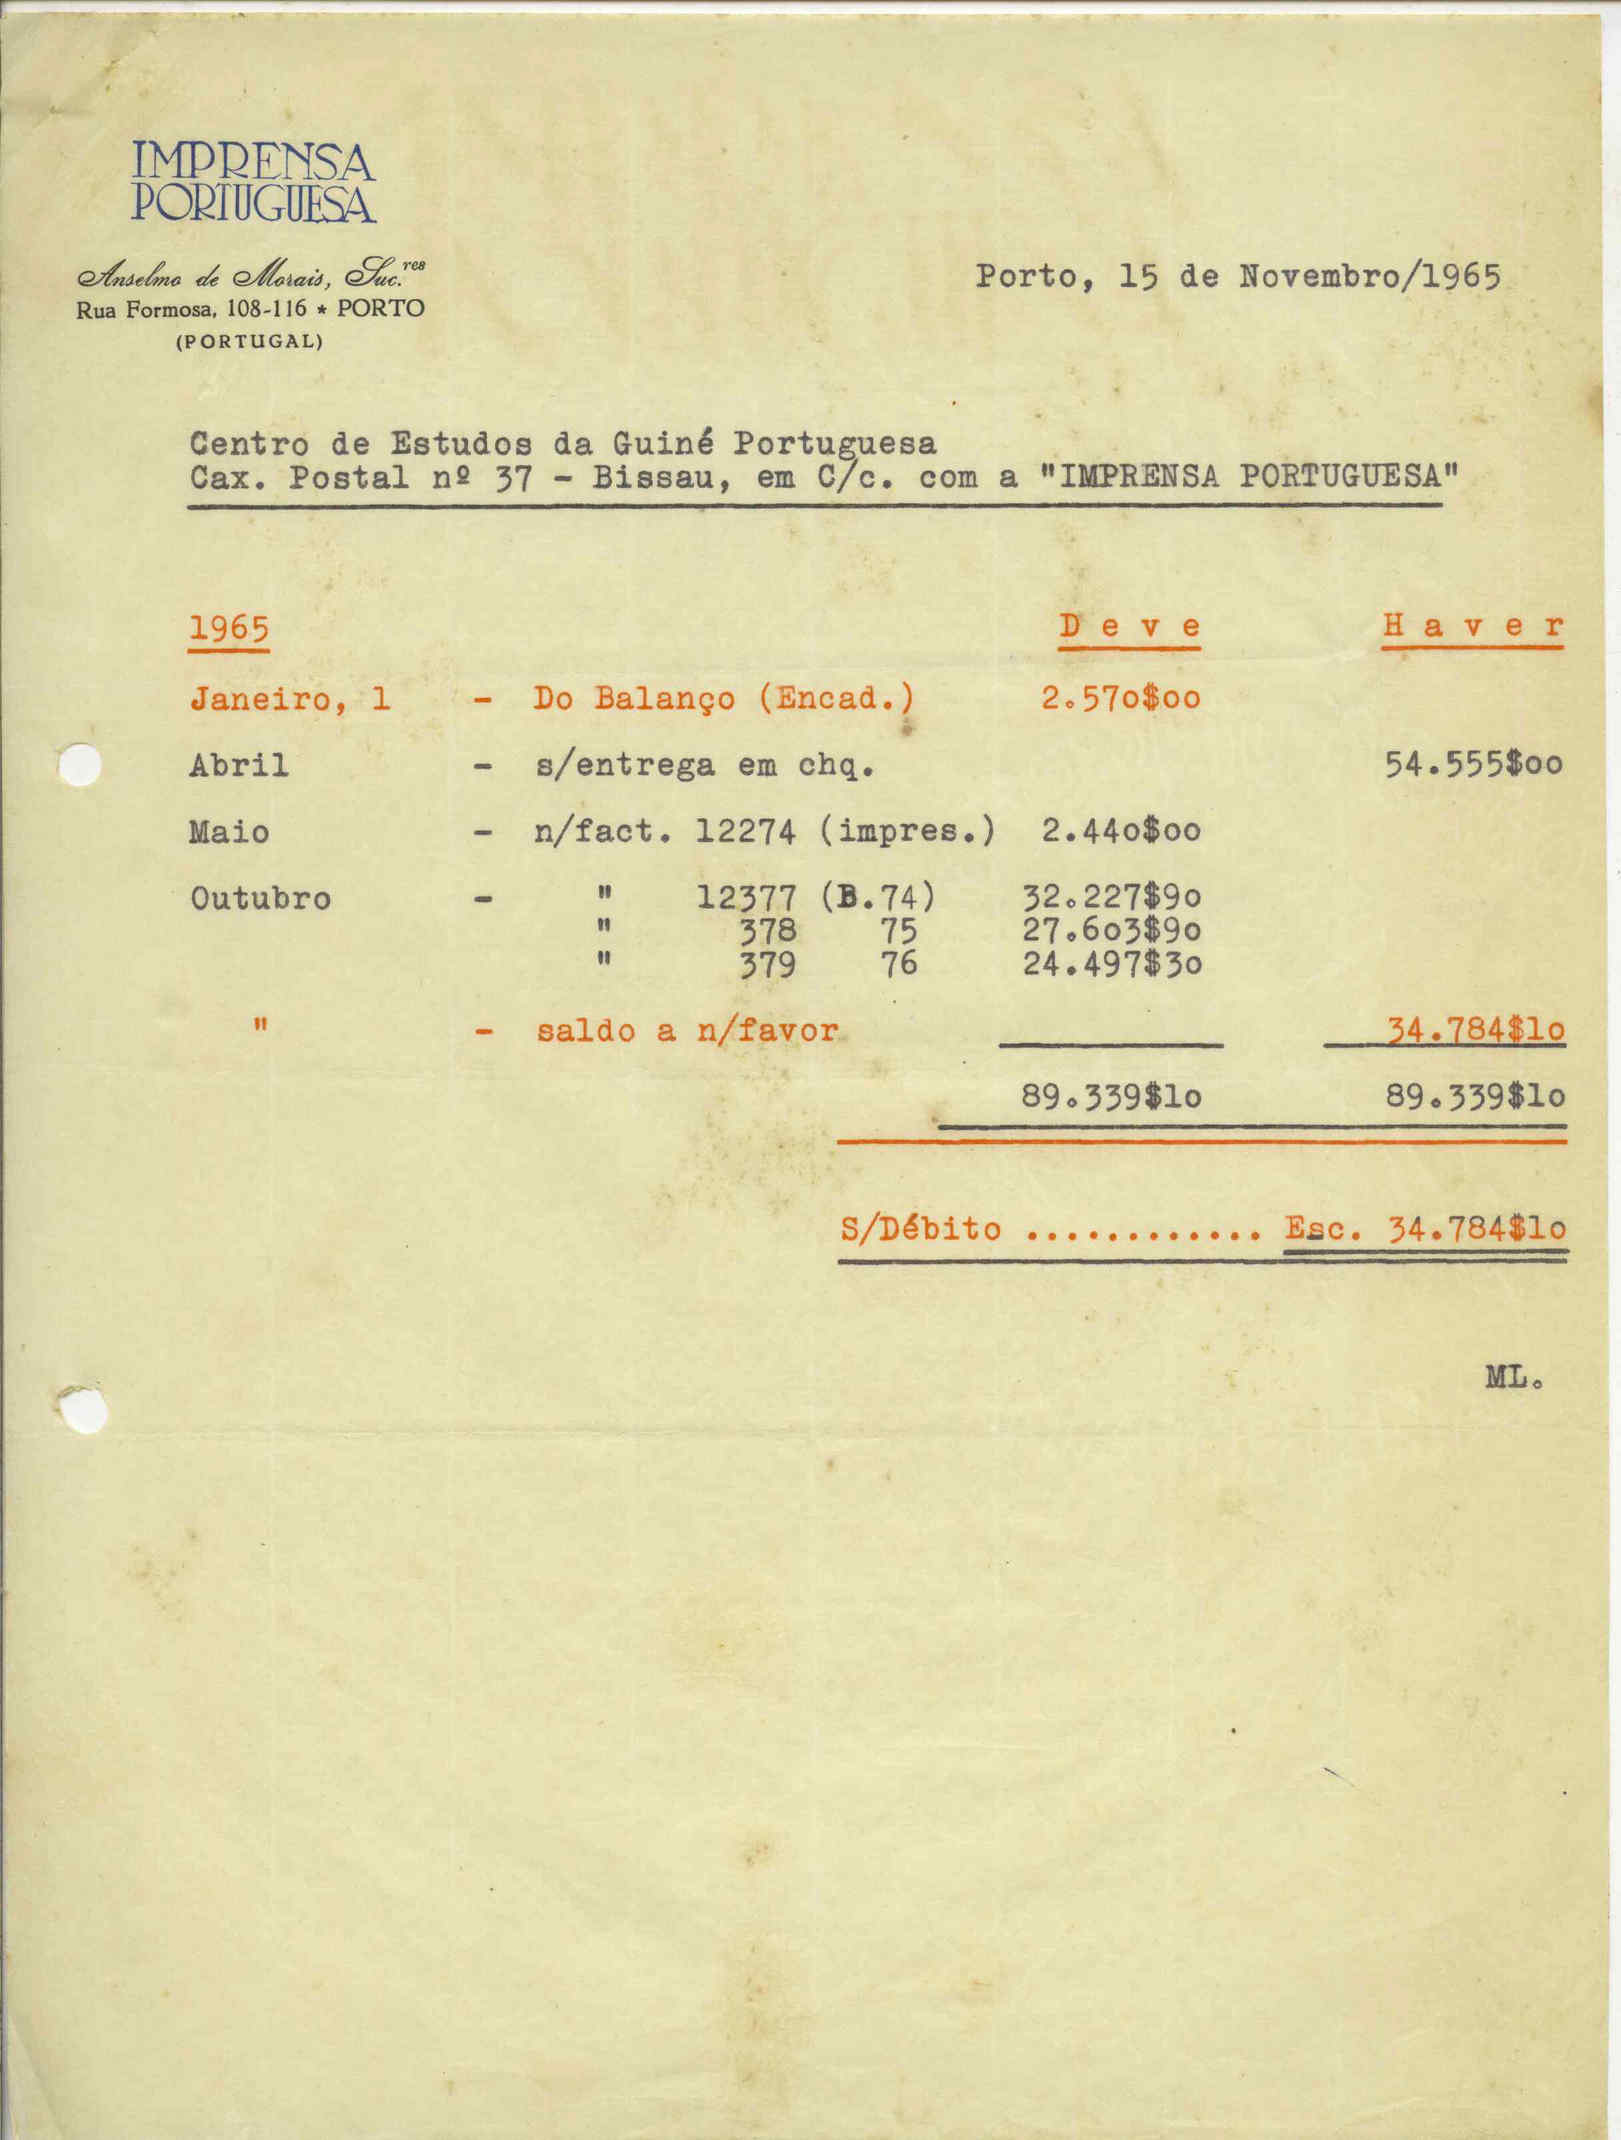 IMPRENSA
PORTUGUESA
Anselmo de Morais, Suc.res
Rua Formosa, 108-116 * PORTO
(PORTUGAL)
Porto, 15 de Novembro/1965
Centro de Estudos da Guiné Portuguesa
Cax. Postal nº 37 - Bissau, em C/c. com a "IMPRENSA PORTUGUESA"
1965 D e v e H a v e r
Janeiro, 1 - Do Balanço (Encad.) 2.570$00
Abril - s/entrega em chq. 54.555$00
Maio - n/fact. 12274 (impres.) 2.440$00
Outubro - " 12377 (B.74) 32.227$90
" 378 75 27.603$90
" 379 76 24.497$30
" - saldo a n/favor 34.784$10
89.339$10 89.339$10
S/Débito ............ Esc. 34.784$10
ML.